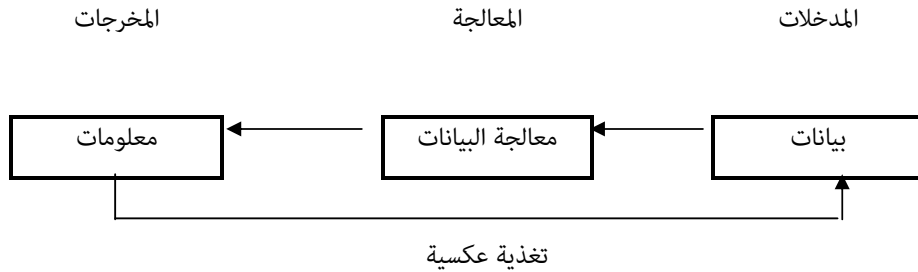 المدخلات المعالجة المخرجات
بيانات معالجة البيانات معلومات
تغذية عكسية